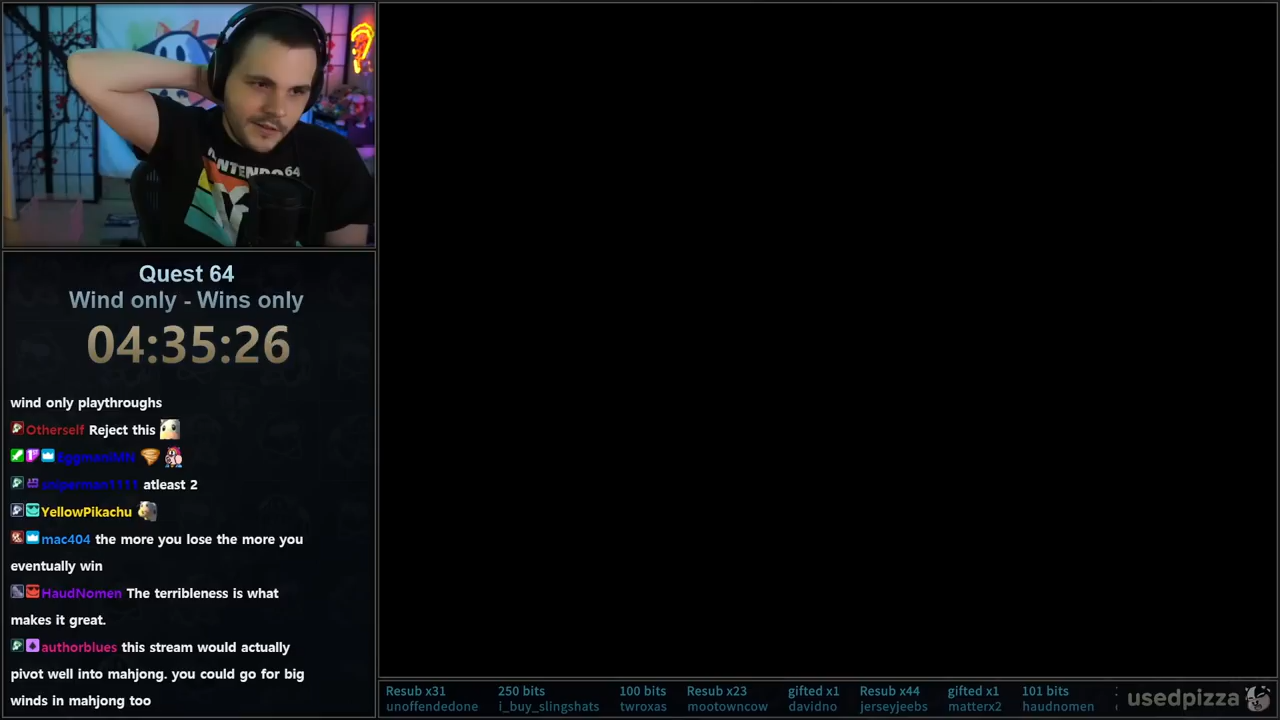 NINTENDO 64
Quest 64
Wind only - Wins only
04:35:26
wind only playthroughs
Otherself Reject this
EggmaniMN
sniperman1111 atleast 2
YellowPikachu
mac404 the more you lose the more you
eventually win
HaudNomen The terribleness is what
makes it great.
authorblues this stream would actually
pivot well into mahjong. you could go for big
winds in mahjong too
Resub x31 250 bits 100 bits Resub x23 gifted x1 Resub x44 gifted x1 101 bits
unoffendedone i_buy_slingshats twroxas mootowncow davidno jerseyjeebs matterx2 haudnomen
usedpizza